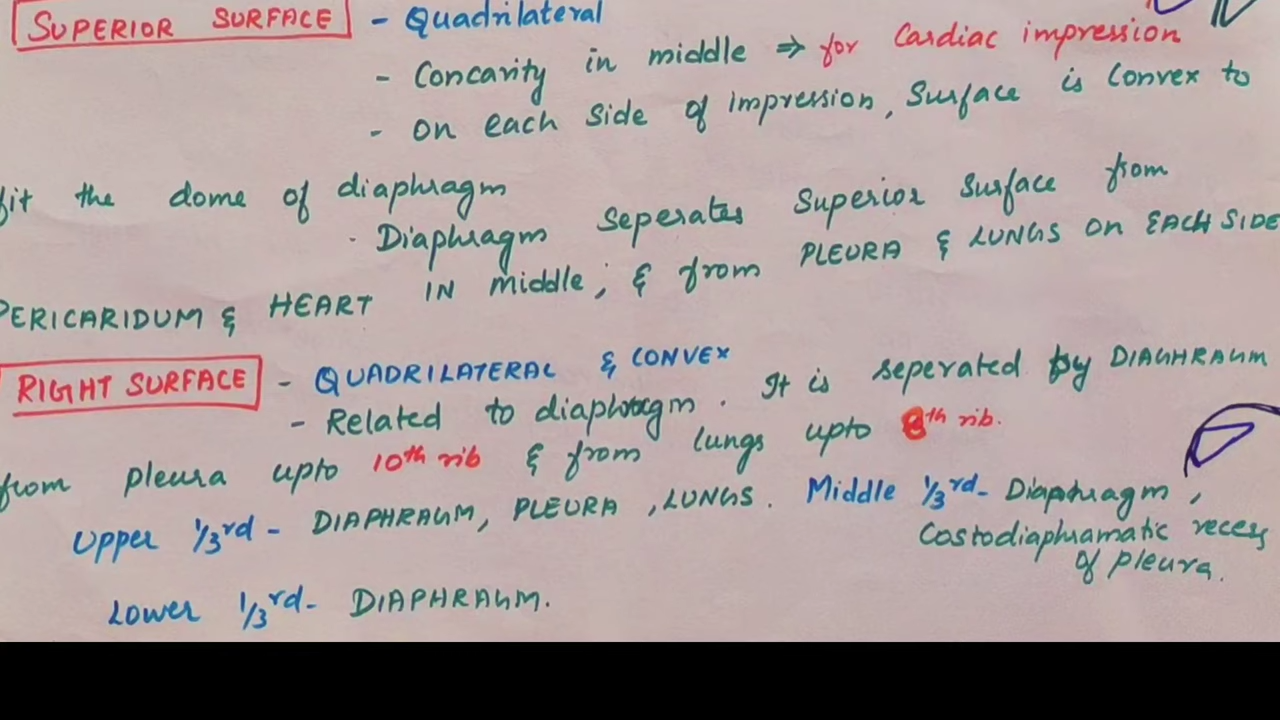 SUPERIOR SURFACE - Quadrilateral
- Concavity in middle ⇒ for Cardiac impression
- on each side of impression, Surface is Convex to
fit the dome of diaphragm
- Diaphragm seperates Superior Surface from
PERICARIDUM & HEART IN middle, & from PLEURA & LUNGS ON EACH SIDE
RIGHT SURFACE - QUADRILATERAL & CONVEX
- Related to diaphragm. It is seperated by DIAGHRAGM
from pleura upto 10th rib & from lungs upto 8th rib.
Upper 1/3rd - DIAPHRAGM, PLEURA, LUNGS. Middle 1/3rd - Diaphragm,
Costodiaphramatic recess
of pleura.
Lower 1/3rd - DIAPHRAGM.